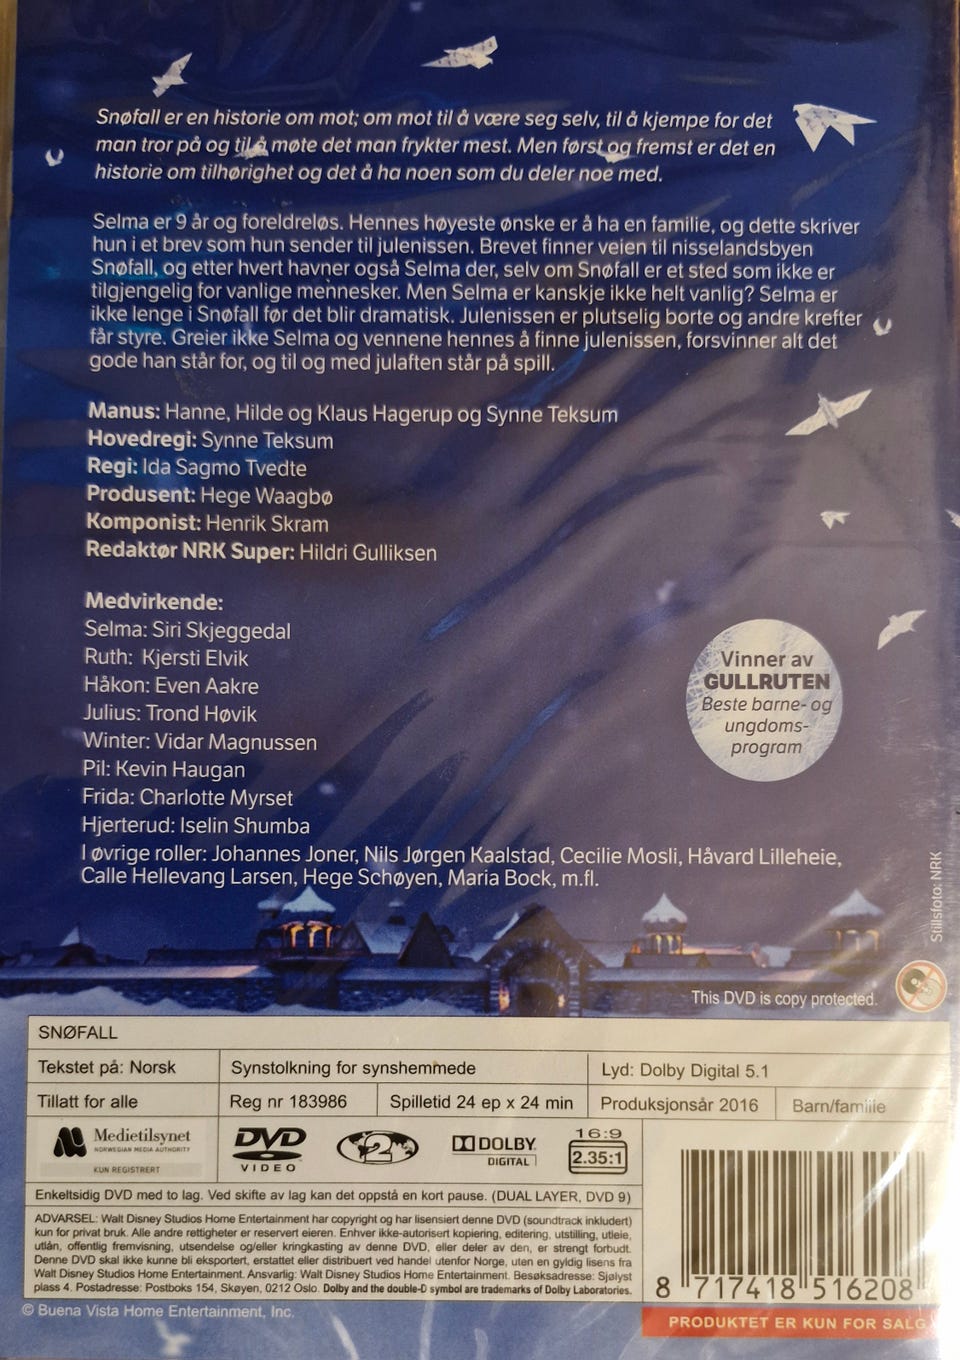 Snøfall er en historie om mot; om mot til å være seg selv, til å kjempe for det
man tror på og til å møte det man frykter mest. Men først og fremst er det en
historie om tilhørighet og det å ha noen som du deler noe med.
Selma er 9 år og foreldreløs. Hennes høyeste ønske er å ha en familie, og dette skriver
hun i et brev som hun sender til julenissen. Brevet finner veien til nisselandsbyen
Snøfall, og etter hvert havner også Selma der, selv om Snøfall er et sted som ikke er
tilgjengelig for vanlige mennesker. Men Selma er kanskje ikke helt vanlig? Selma er
ikke lenge i Snøfall før det blir dramatisk. Julenissen er plutselig borte og andre krefter
får styre. Greier ikke Selma og vennene hennes å finne julenissen, forsvinner alt det
gode han står for, og til og med julaften står på spill.
Manus: Hanne, Hilde og Klaus Hagerup og Synne Teksum
Hovedregi: Synne Teksum
Regi: Ida Sagmo Tvedte
Produsent: Hege Waagbø
Komponist: Henrik Skram
Redaktør NRK Super: Hildri Gulliksen
Medvirkende:
Selma: Siri Skjeggedal
Ruth: Kjersti Elvik
Håkon: Even Aakre
Julius: Trond Høvik
Winter: Vidar Magnussen
Pil: Kevin Haugan
Frida: Charlotte Myrset
Hjerterud: Iselin Shumba
I øvrige roller: Johannes Joner, Nils Jørgen Kaalstad, Cecilie Mosli, Håvard Lilleheie,
Calle Hellevang Larsen, Hege Schøyen, Maria Bock, m.fl.
Vinner av
GULLRUTEN
Beste barne- og
ungdoms-
program
Stillsfoto: NRK
This DVD is copy protected.
SNØFALL
Tekstet på: Norsk
Synstolkning for synshemmede
Lyd: Dolby Digital 5.1
Tillatt for alle
Reg nr 183986
Spilletid 24 ep x 24 min
Produksjonsår 2016
Barn/familie
Medietilsynet
NORWEGIAN MEDIA AUTHORITY
KUN REGISTRERT
DVD
VIDEO
2
DOLBY
DIGITAL
16:9
2.35:1
Enkeltsidig DVD med to lag. Ved skifte av lag kan det oppstå en kort pause. (DUAL LAYER, DVD 9)
ADVARSEL: Walt Disney Studios Home Entertainment har copyright og har lisensiert denne DVD (soundtrack inkludert)
kun for privat bruk. Alle andre rettigheter er reservert eieren. Enhver ikke-autorisert kopiering, editering, utstilling, utleie,
utlån, offentlig fremvisning, utsendelse og/eller kringkasting av denne DVD, eller deler av den, er strengt forbudt.
Denne DVD skal ikke kunne bli eksportert, erstattet eller distribuert ved handel utenfor Norge, uten en gyldig lisens fra
Walt Disney Studios Home Entertainment. Ansvarlig: Walt Disney Studios Home Entertainment. Besøksadresse: Sjølyst
plass 4. Postadresse: Postboks 154, Skøyen, 0212 Oslo. Dolby and the double-D symbol are trademarks of Dolby Laboratories.
8 717418 516208
© Buena Vista Home Entertainment, Inc.
PRODUKTET ER KUN FOR SALG